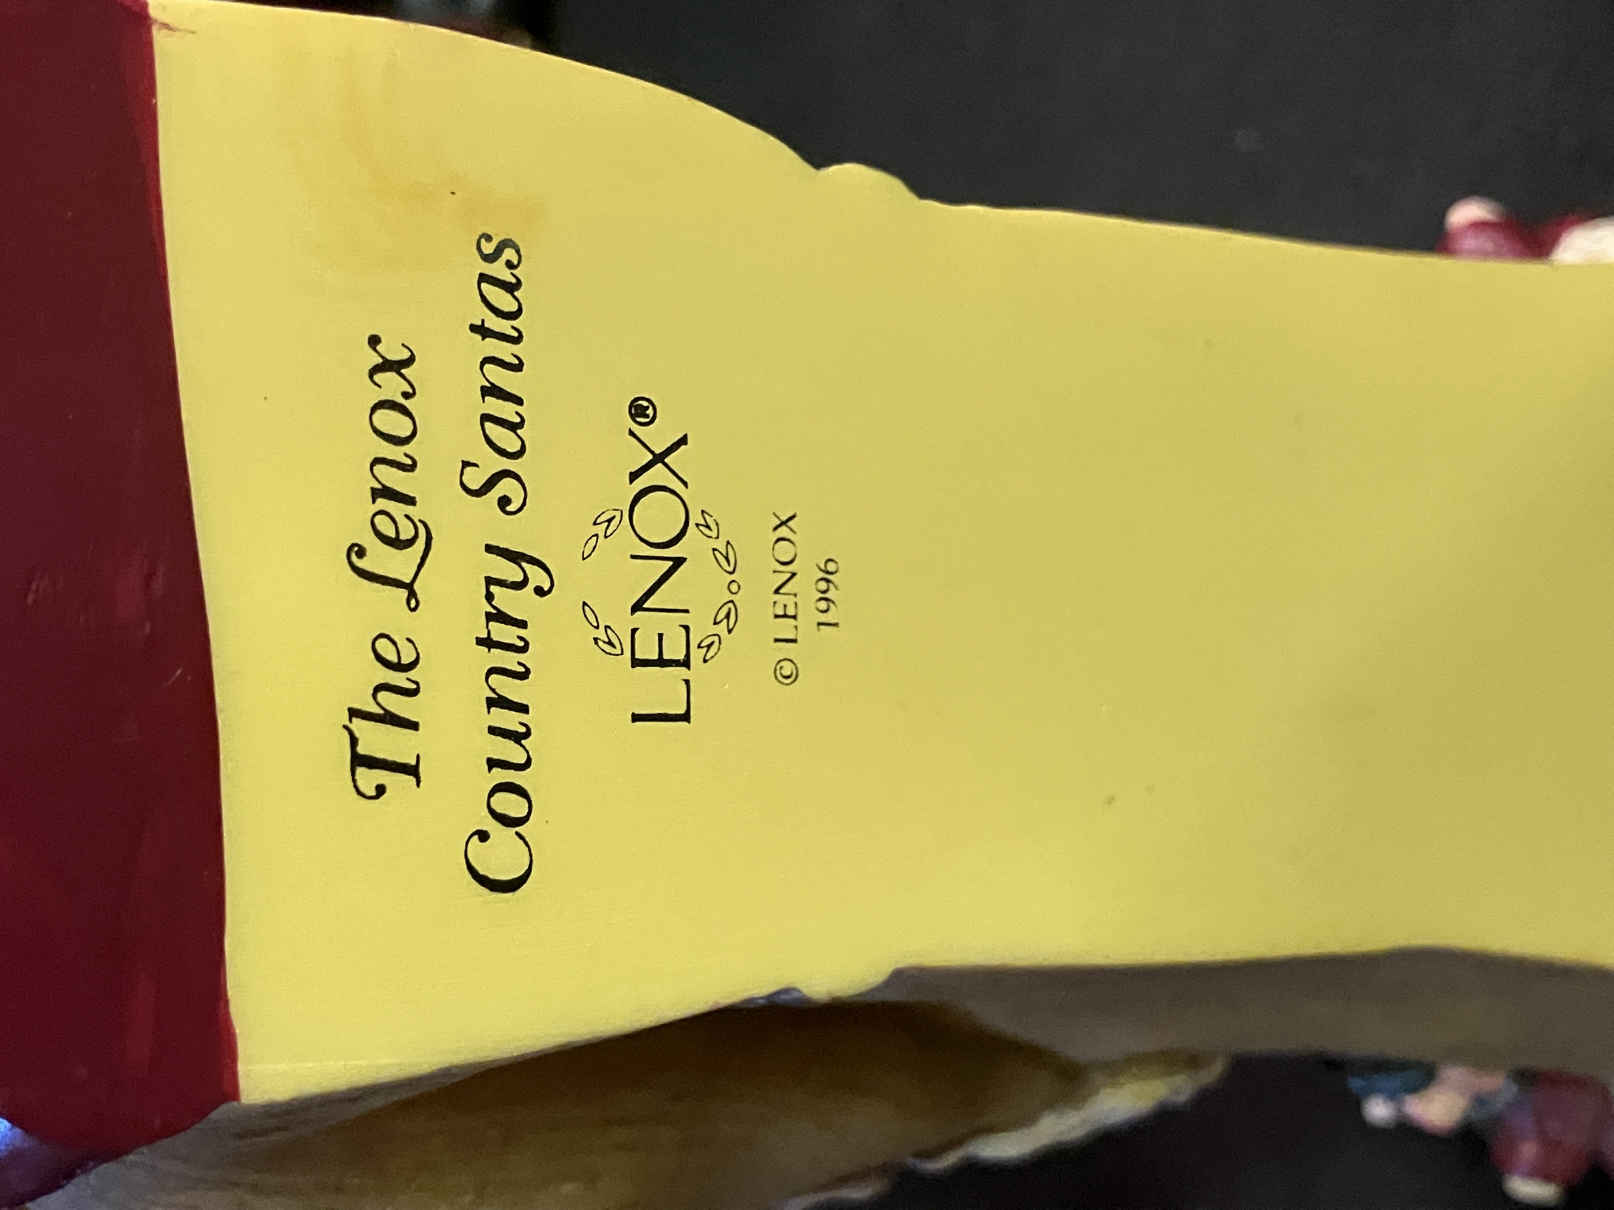 The Lenox
Country Santas
LENOX®
© LENOX
1996